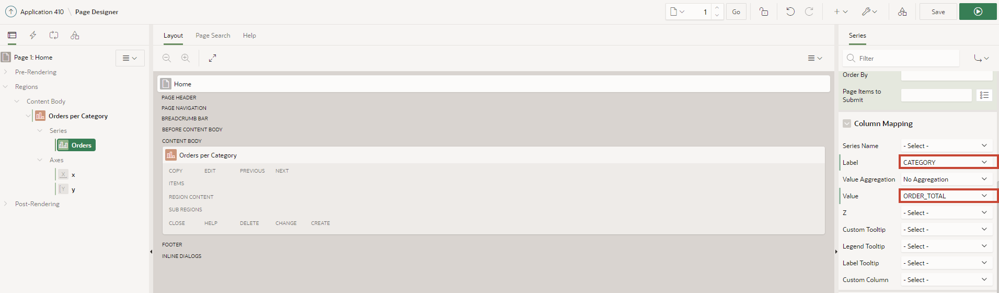 Application 410 \ Page Designer
1 Go Save
Layout Page Search Help
Series
Page 1: Home
Pre-Rendering
Regions
Content Body
Orders per Category
Series
Orders
Axes
X x
Y y
Post-Rendering
Home
PAGE HEADER
PAGE NAVIGATION
BREADCRUMB BAR
BEFORE CONTENT BODY
CONTENT BODY
Orders per Category
COPY EDIT PREVIOUS NEXT
ITEMS
REGION CONTENT
SUB REGIONS
CLOSE HELP DELETE CHANGE CREATE
FOOTER
INLINE DIALOGS
Filter
Order By
Page Items to
Submit
Column Mapping
Series Name - Select -
Label CATEGORY
Value Aggregation No Aggregation
Value ORDER_TOTAL
Z - Select -
Custom Tooltip - Select -
Legend Tooltip - Select -
Label Tooltip - Select -
Custom Column - Select -